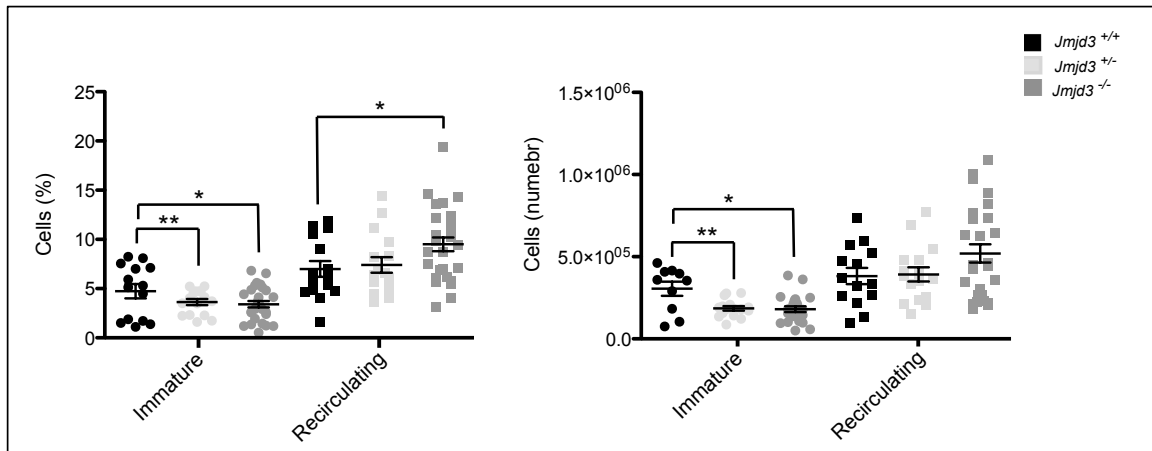 Jmjd3 +/+
Jmjd3 +/-
Jmjd3 -/-
Cells (%)
25
20
15
10
5
0
*
**
*
Immature
Recirculating
Cells (numebr)
1.5×10⁰⁶
1.0×10⁰⁶
5.0×10⁰⁵
0.0
*
**
Immature
Recirculating